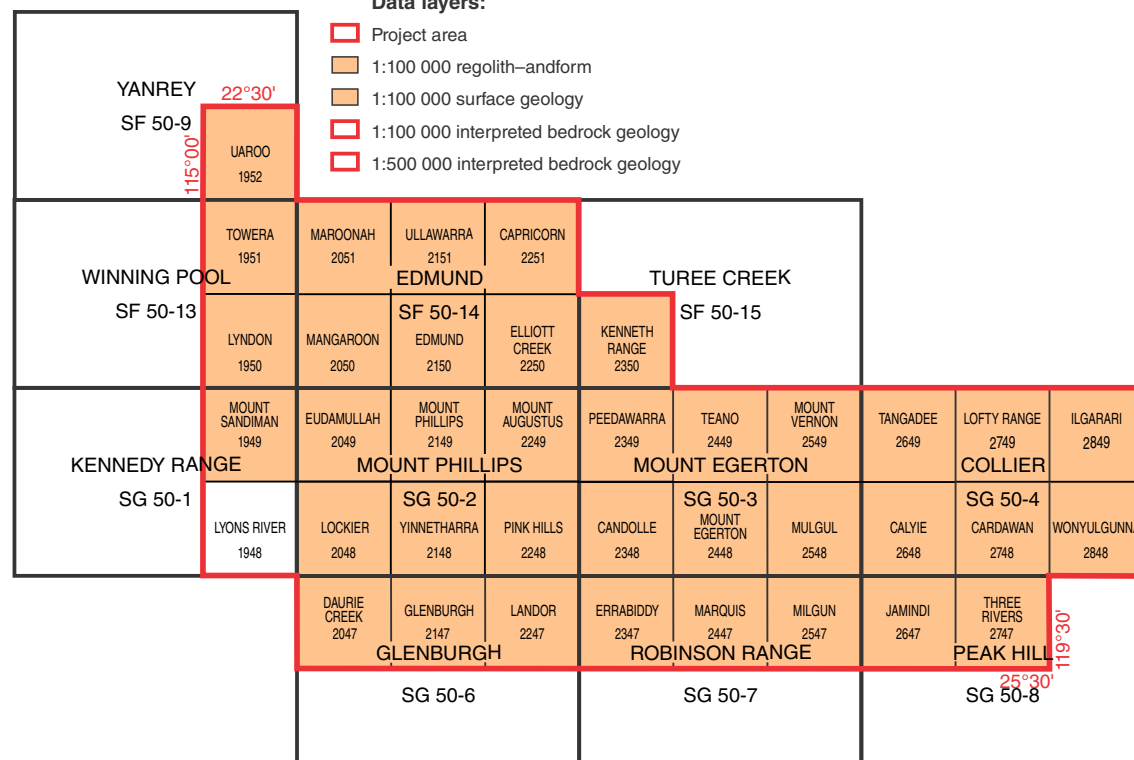 Data layers:
Project area
1:100 000 regolith–andform
1:100 000 surface geology
1:100 000 interpreted bedrock geology
1:500 000 interpreted bedrock geology
YANREY
SF 50-9
22°30'
115°00'
UAROO
1952
TOWERA
1951
MAROONAH
2051
ULLAWARRA
2151
CAPRICORN
2251
WINNING POOL
SF 50-13
EDMUND
SF 50-14
TUREE CREEK
SF 50-15
LYNDON
1950
MANGAROON
2050
EDMUND
2150
ELLIOTT
CREEK
2250
KENNETH
RANGE
2350
MOUNT
SANDIMAN
1949
EUDAMULLAH
2049
MOUNT
PHILLIPS
2149
MOUNT
AUGUSTUS
2249
PEEDAWARRA
2349
TEANO
2449
MOUNT
VERNON
2549
TANGADEE
2649
LOFTY RANGE
2749
ILGARARI
2849
KENNEDY RANGE
SG 50-1
MOUNT PHILLIPS
SG 50-2
MOUNT EGERTON
SG 50-3
COLLIER
SG 50-4
LYONS RIVER
1948
LOCKIER
2048
YINNETHARRA
2148
PINK HILLS
2248
CANDOLLE
2348
MOUNT
EGERTON
2448
MULGUL
2548
CALYIE
2648
CARDAWAN
2748
WONYULGUNN
2848
DAURIE
CREEK
2047
GLENBURGH
2147
LANDOR
2247
ERRABIDDY
2347
MARQUIS
2447
MILGUN
2547
JAMINDI
2647
THREE
RIVERS
2747
119°30'
GLENBURGH
SG 50-6
ROBINSON RANGE
SG 50-7
PEAK HILL
25°30'
SG 50-8